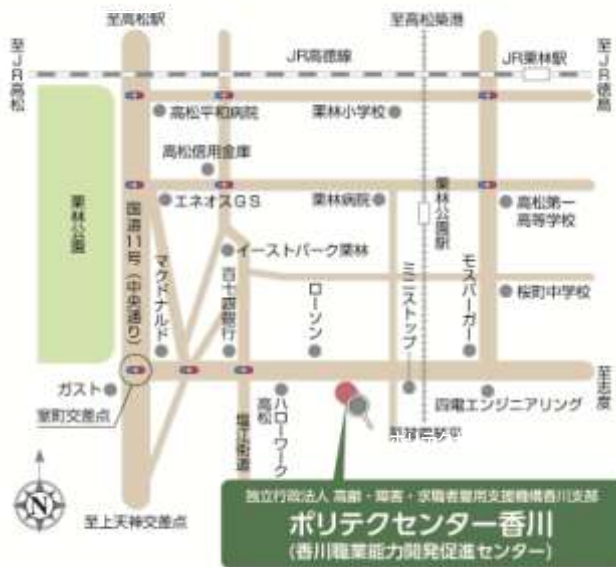 至高松駅
至高松築港
至JR高松
JR高徳線
JR栗林駅
至JR徳島
高松平和病院
栗林小学校
高松信用金庫
栗林公園
エネオスGS
栗林病院
栗林公園駅
高松第一
高等学校
国道11号(中央通り)
イーストパーク栗林
マクドナルド
百十四銀行
ローソン
ミニストップ
モスバーガー
桜町中学校
至志度
ガスト
室町交差点
塩江街道
ハローワーク
高松
四電エンジニアリング
N
至上天神交差点
独立行政法人 高齢・障害・求職者雇用支援機構香川支部
ポリテクセンター香川
(香川職業能力開発促進センター)